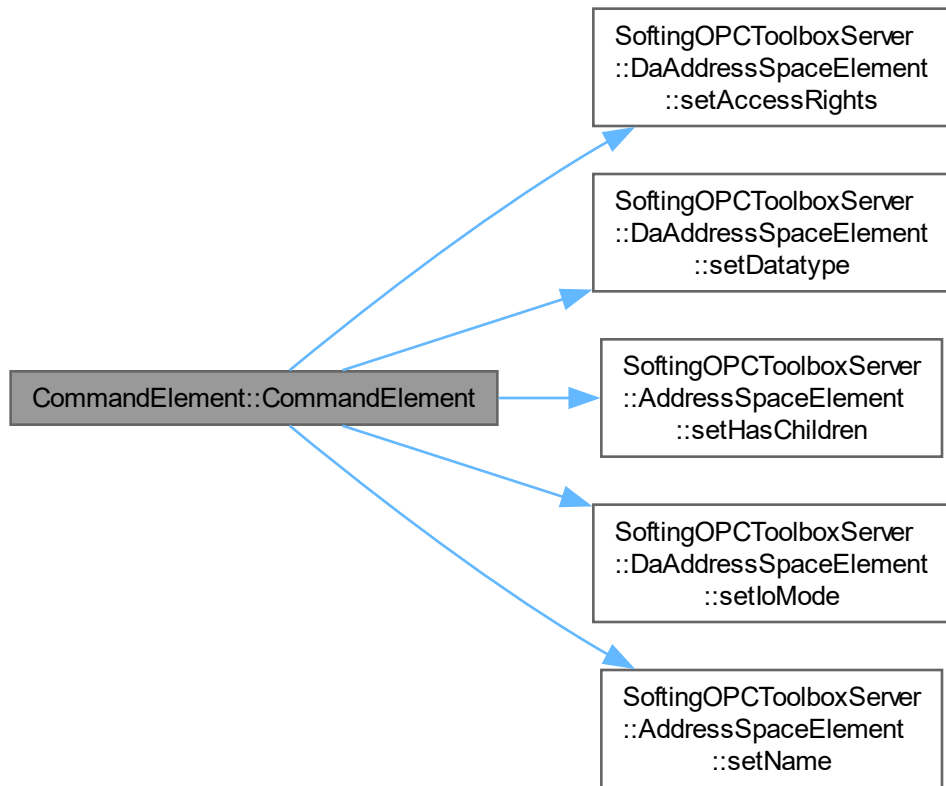 SoftingOPCToolboxServer
::DaAddressSpaceElement
::setAccessRights
SoftingOPCToolboxServer
::DaAddressSpaceElement
::setDatatype
CommandElement::CommandElement
SoftingOPCToolboxServer
::AddressSpaceElement
::setHasChildren
SoftingOPCToolboxServer
::DaAddressSpaceElement
::setIoMode
SoftingOPCToolboxServer
::AddressSpaceElement
::setName